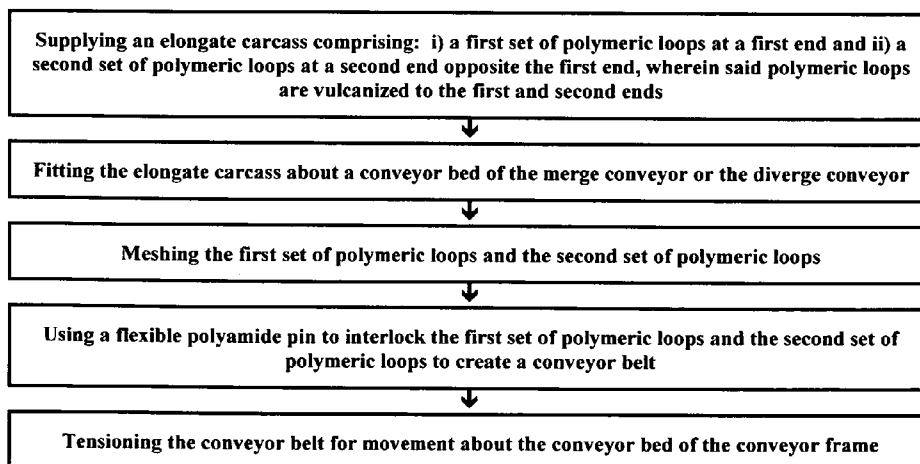 Supplying an elongate carcass comprising: i) a first set of polymeric loops at a first end and ii) a
second set of polymeric loops at a second end opposite the first end, wherein said polymeric loops
are vulcanized to the first and second ends
Fitting the elongate carcass about a conveyor bed of the merge conveyor or the diverge conveyor
Meshing the first set of polymeric loops and the second set of polymeric loops
Using a flexible polyamide pin to interlock the first set of polymeric loops and the second set of
polymeric loops to create a conveyor belt
Tensioning the conveyor belt for movement about the conveyor bed of the conveyor frame